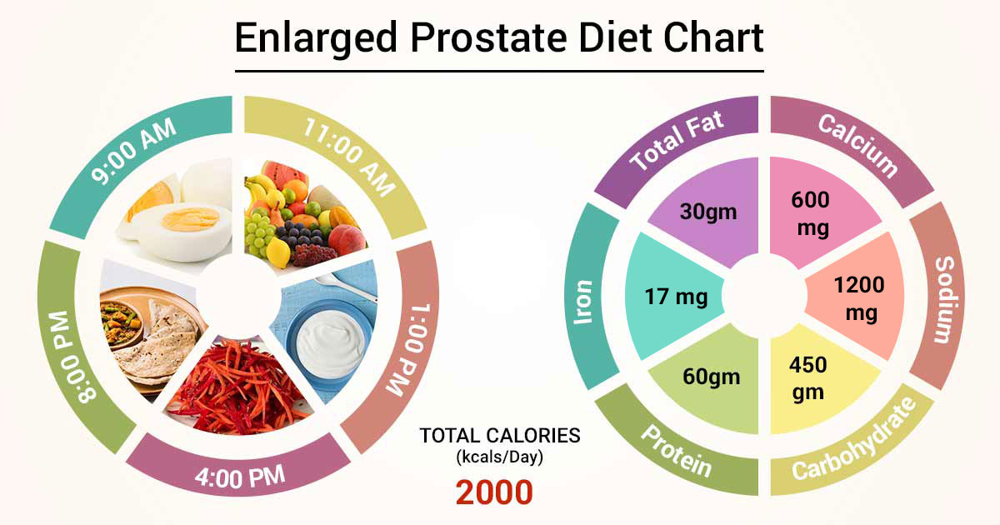 Enlarged Prostate Diet Chart
9:00 AM
11:00 AM
1:00 PM
4:00 PM
8:00 PM
TOTAL CALORIES
(kcals/Day)
2000
Total Fat
30gm
Calcium
600
mg
Sodium
1200
mg
Carbohydrate
450
gm
Protein
60gm
Iron
17 mg